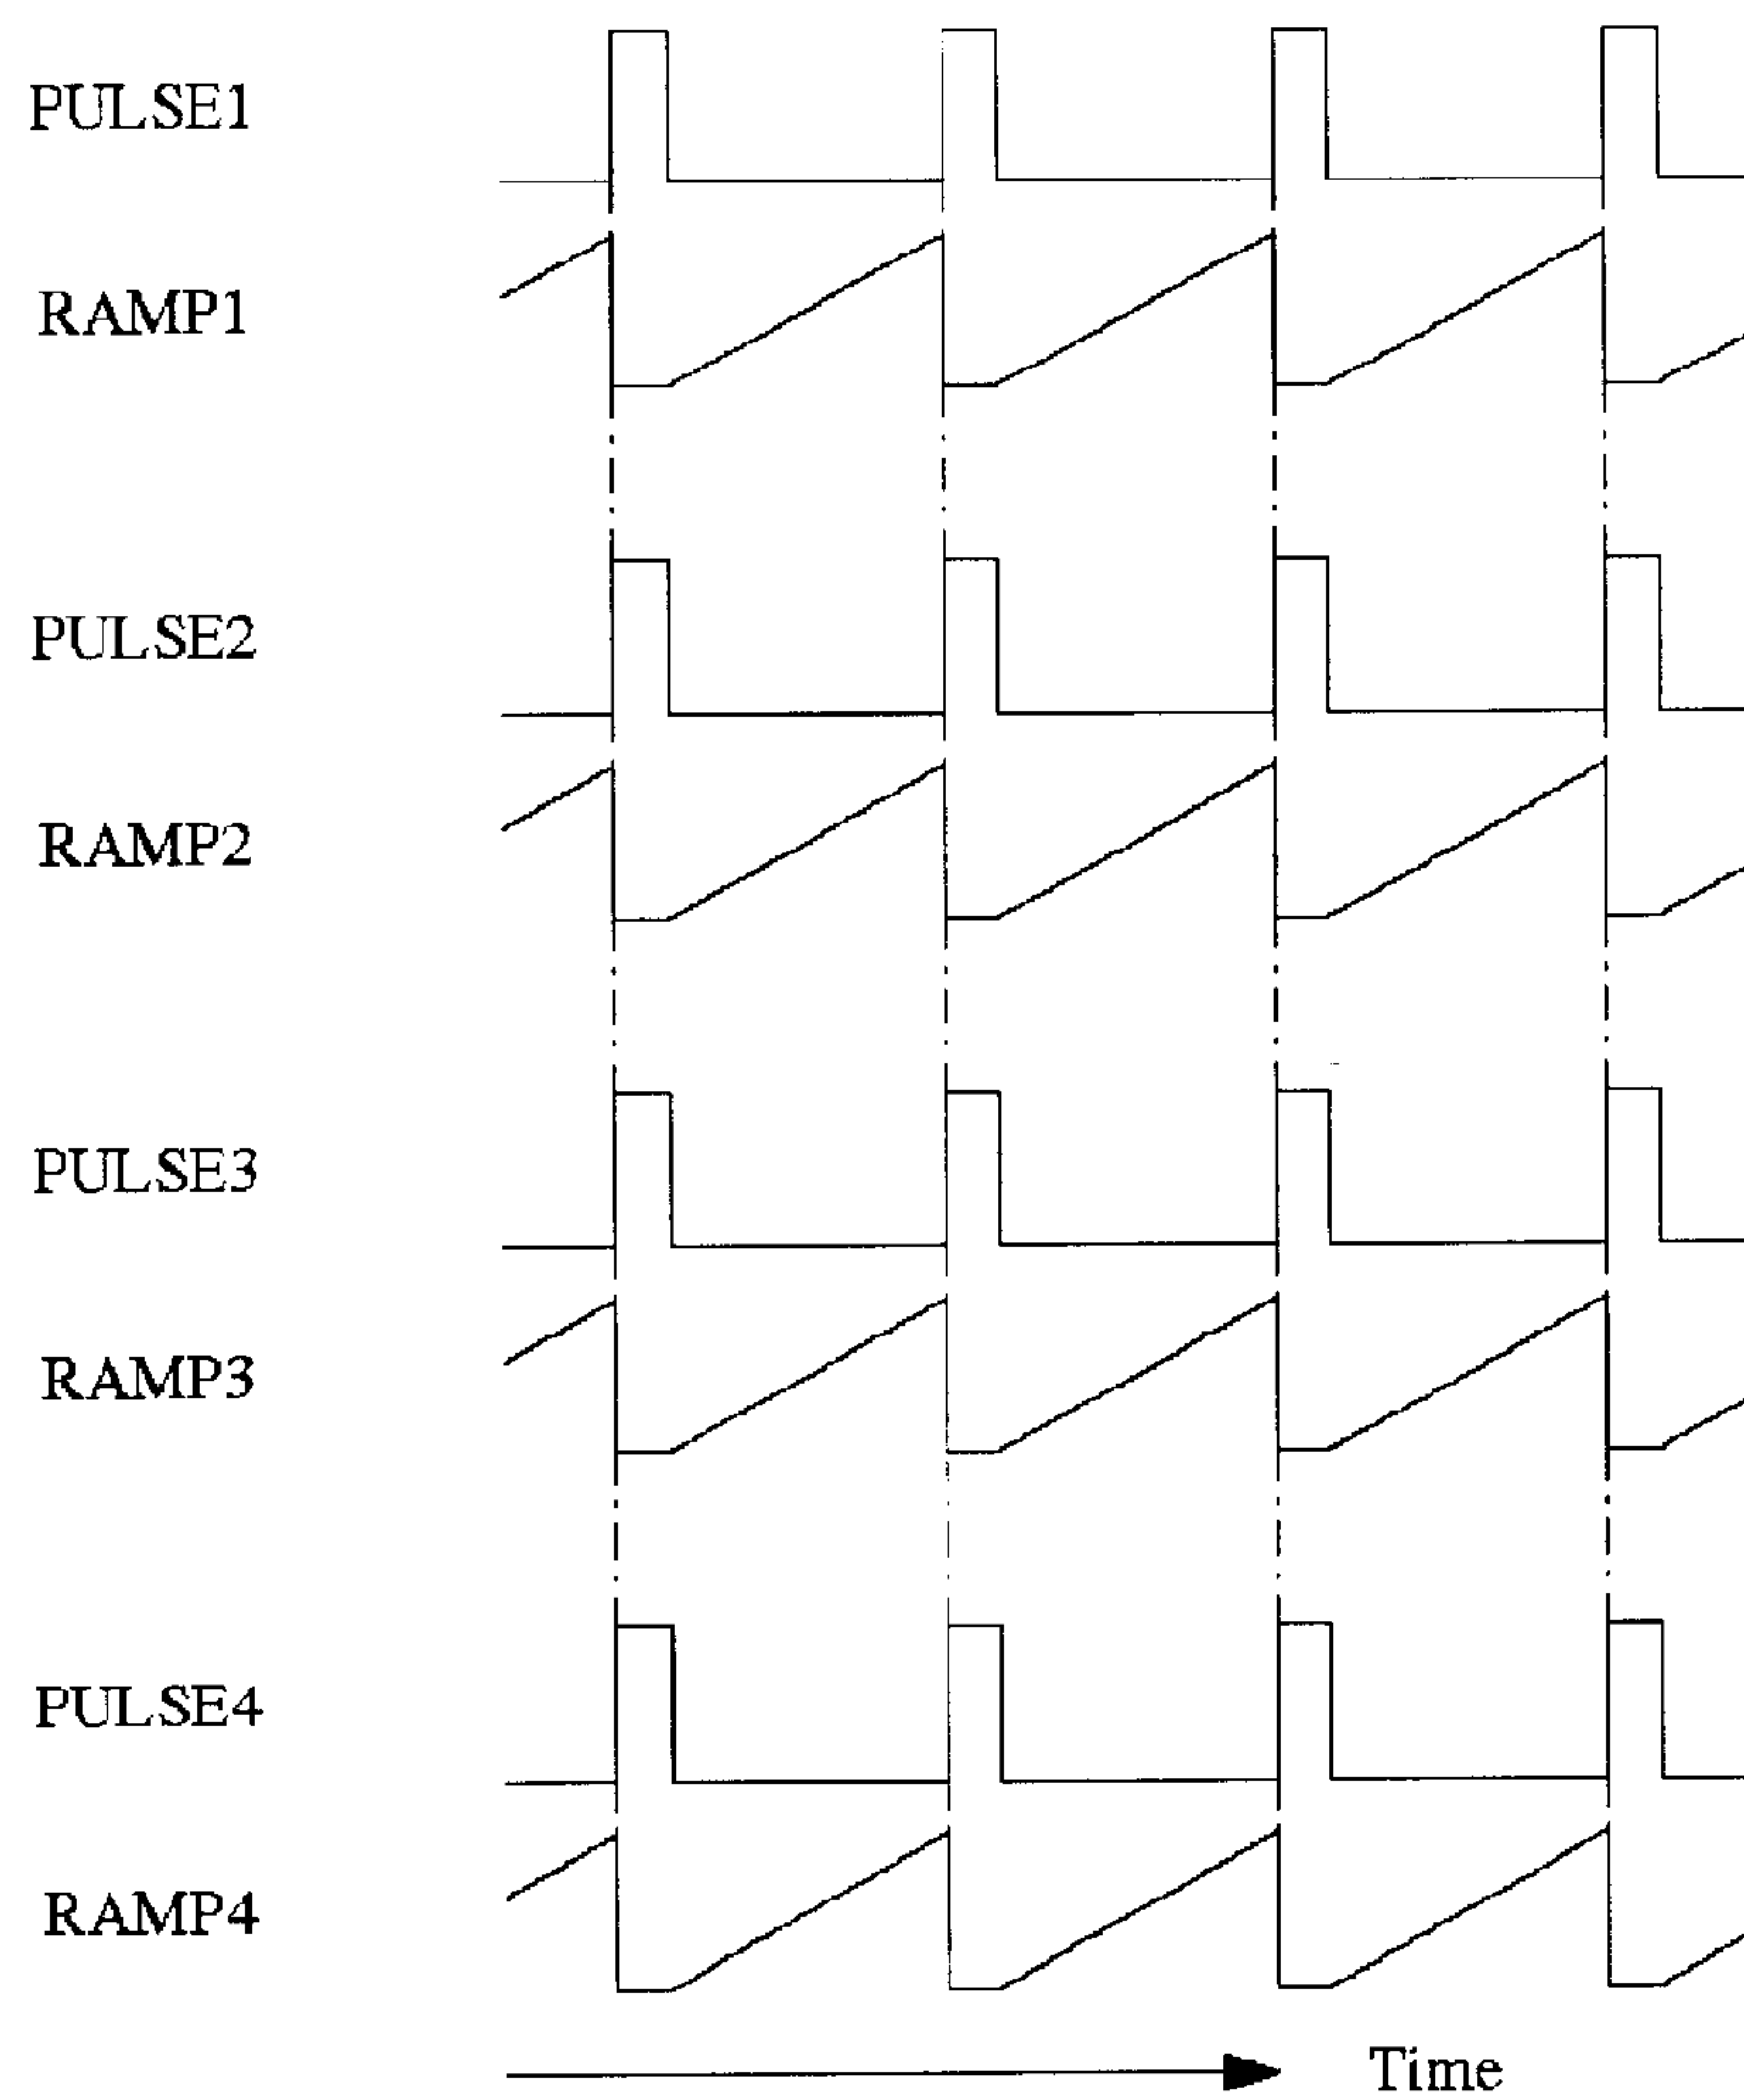 PULSE1
RAMP1
PULSE2
RAMP2
PULSE3
RAMP3
PULSE4
RAMP4
Time